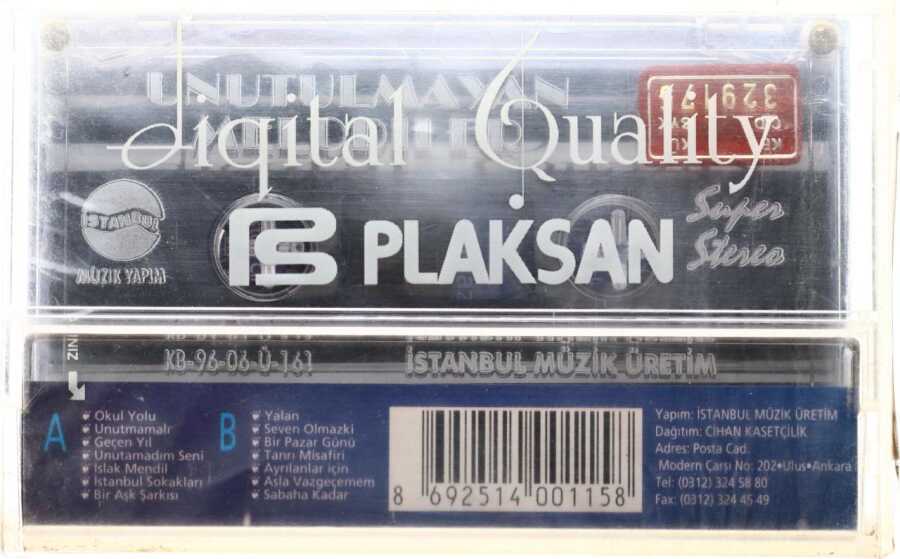 Digital Quality
UNUTULMAYAN
329176
İSTANBUL
MÜZİK YAPIM
PLAKSAN
Super
Stereo
KB-96-06-Ü-161
İSTANBUL MÜZİK ÜRETİM
A
Okul Yolu
Unutmamalı
Geçen Yıl
Unutamadım Seni
Islak Mendil
İstanbul Sokakları
Bir Aşk Şarkısı
B
Yalan
Seven Olmazki
Bir Pazar Günü
Tanrı Misafiri
Ayrılanlar için
Asla Vazgeçemem
Sabaha Kadar
8 692514 001158
Yapım: İSTANBUL MÜZİK ÜRETİM
Dağıtım: CİHAN KASETÇİLİK
Adres: Posta Cad.
Modern Çarşı No: 202•Ulus•Ankara
Tel: (0312) 324 58 80
Fax: (0312) 324 45 49